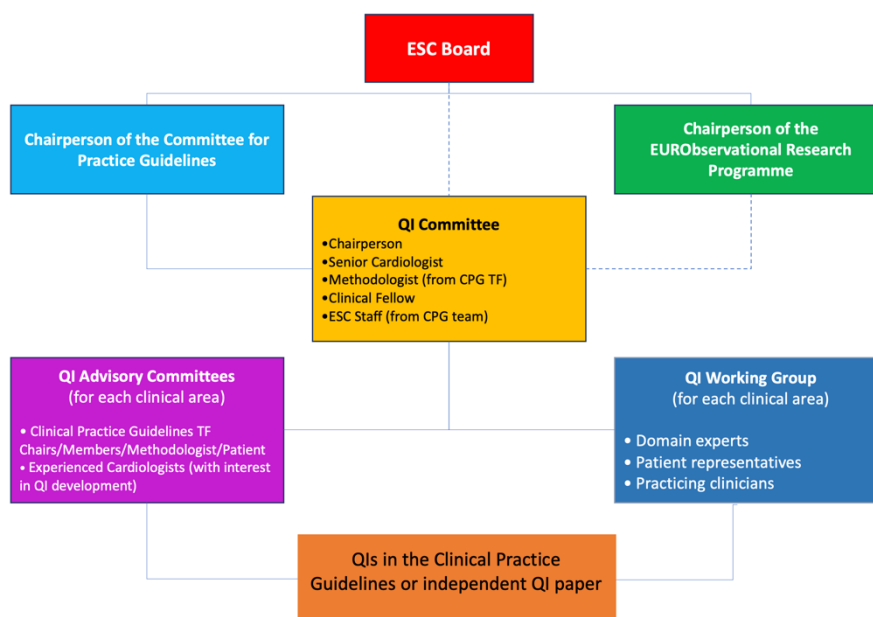 ESC Board
Chairperson of the Committee for
Practice Guidelines
Chairperson of the
EURObservational Research
Programme
QI Committee
•Chairperson
•Senior Cardiologist
•Methodologist (from CPG TF)
•Clinical Fellow
•ESC Staff (from CPG team)
QI Advisory Committees
(for each clinical area)
• Clinical Practice Guidelines TF
Chairs/Members/Methodologist/Patient
• Experienced Cardiologists (with interest
in QI development)
QI Working Group
(for each clinical area)
• Domain experts
• Patient representatives
• Practicing clinicians
QIs in the Clinical Practice
Guidelines or independent QI paper